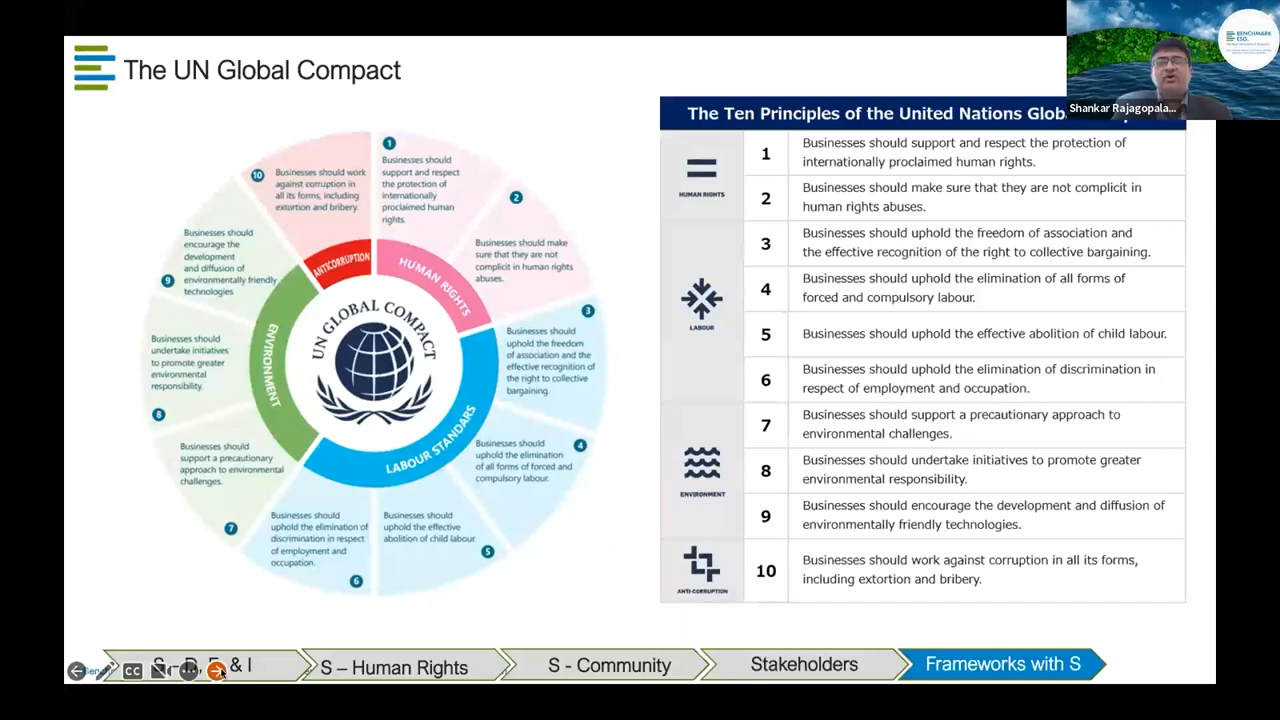 The UN Global Compact
BENCHMARK
ESG
Shankar Rajagopala...
1
Businesses should
support and respect
the protection of
internationally
proclaimed human
rights.
2
Businesses should make
sure that they are not
complicit in human rights
abuses.
3
Businesses should
uphold the freedom
of association and the
effective recognition of
the right to collective
bargaining.
4
Businesses should
uphold the elimination
of all forms of forced and
compulsory labour.
Businesses should
uphold the effective
abolition of child labour.
5
Businesses should
uphold the elimination of
discrimination in respect
of employment and
occupation.
6
Businesses should
support a precautionary
approach to environmental
challenges.
7
Businesses should
undertake initiatives
to promote greater
environmental
responsibility.
8
Businesses should
encourage the
development
and diffusion of
environmentally friendly
technologies
9
10
Businesses should work
against corruption in
all its forms, including
extortion and bribery.
ANTICORRUPTION
HUMAN RIGHTS
LABOUR STANDARS
ENVIRONMENT
UN GLOBAL COMPACT
The Ten Principles of the United Nations Glob
HUMAN RIGHTS
1
Businesses should support and respect the protection of
internationally proclaimed human rights.
2
Businesses should make sure that they are not complicit in
human rights abuses.
LABOUR
3
Businesses should uphold the freedom of association and
the effective recognition of the right to collective bargaining.
4
Businesses should uphold the elimination of all forms of
forced and compulsory labour.
5
Businesses should uphold the effective abolition of child labour.
6
Businesses should uphold the elimination of discrimination in
respect of employment and occupation.
ENVIRONMENT
7
Businesses should support a precautionary approach to
environmental challenges.
8
Businesses should undertake initiatives to promote greater
environmental responsibility.
9
Businesses should encourage the development and diffusion of
environmentally friendly technologies.
ANTI-CORRUPTION
10
Businesses should work against corruption in all its forms,
including extortion and bribery.
& I
CC
S – Human Rights
S - Community
Stakeholders
Frameworks with S